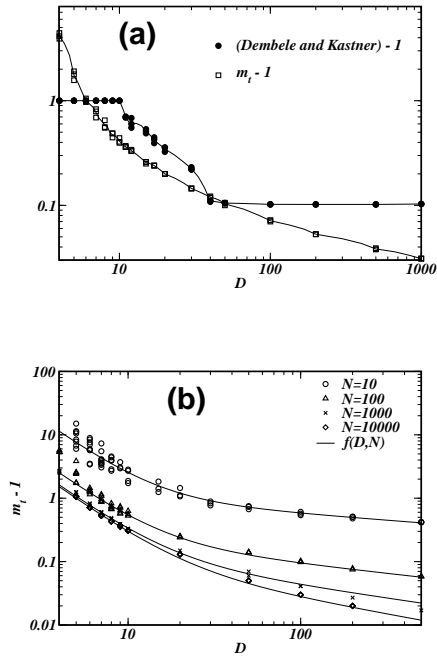 (a)
(Dembele and Kastner) - 1
m_t - 1
1
0.1
10
100
1000
D
(b)
N=10
N=100
N=1000
N=10000
f(D,N)
100
10
1
0.1
0.01
m_t - 1
10
100
D